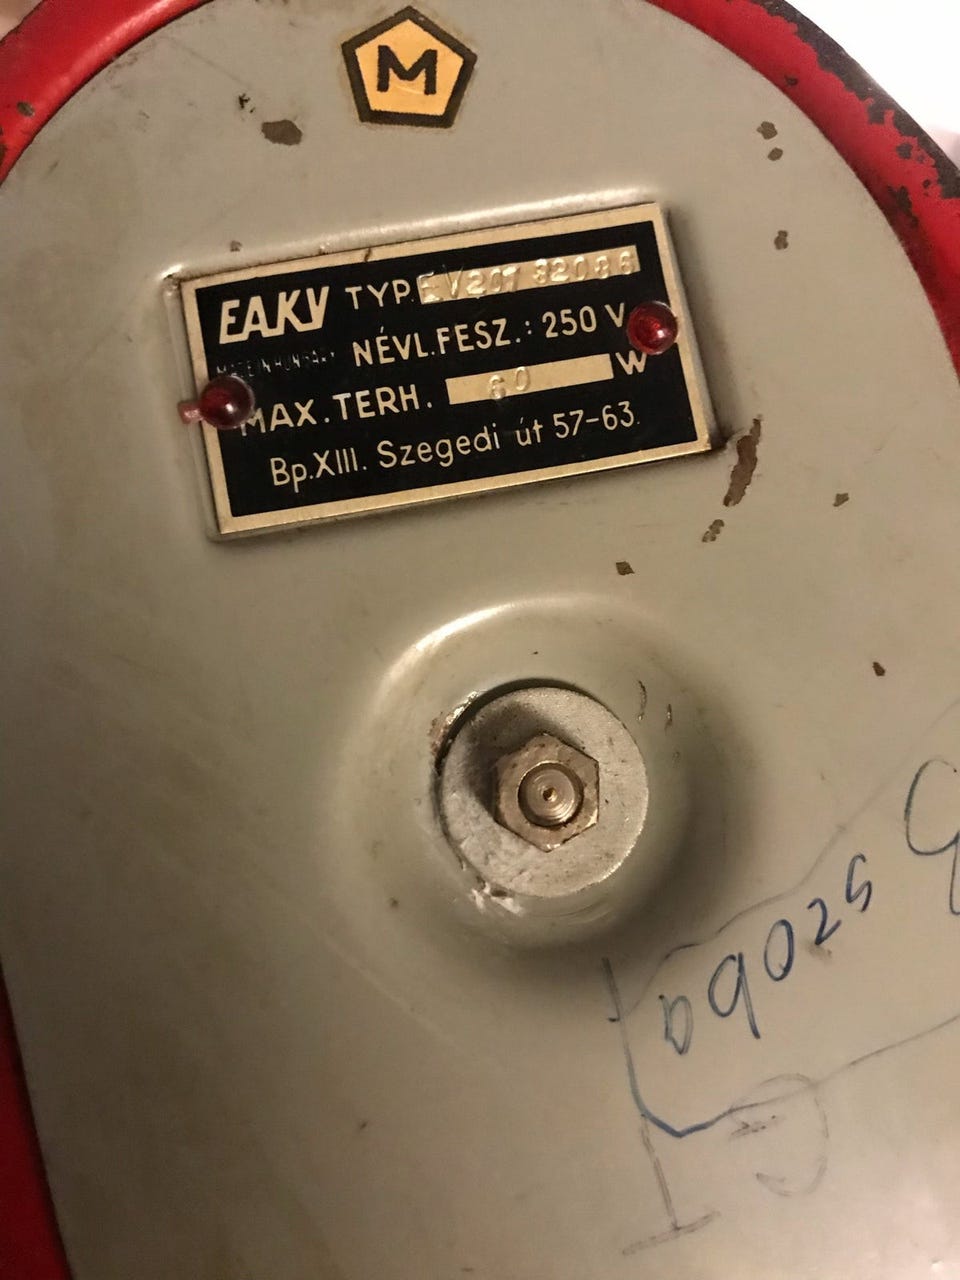 M
EAKV TYP. EV207 82086
MADE IN HUNGARY NÉVL.FESZ.: 250 V
MAX.TERH. 60 W
Bp.XIII. Szegedi út 57-63.